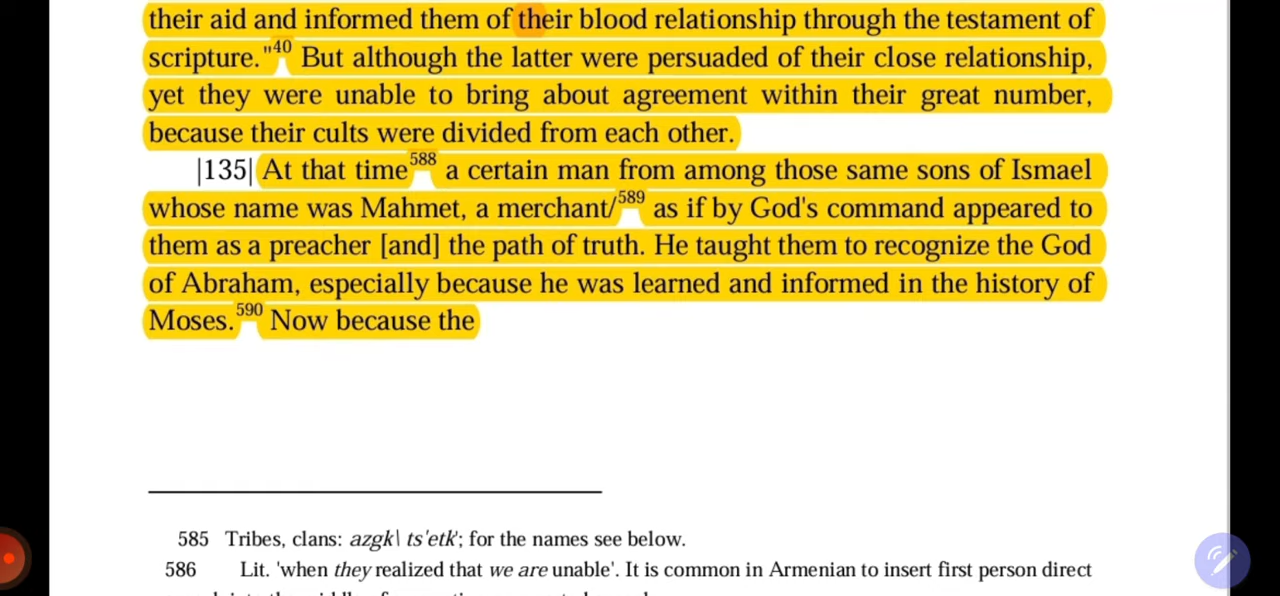 their aid and informed them of their blood relationship through the testament of
scripture."40 But although the latter were persuaded of their close relationship,
yet they were unable to bring about agreement within their great number,
because their cults were divided from each other.
|135| At that time588 a certain man from among those same sons of Ismael
whose name was Mahmet, a merchant/589 as if by God's command appeared to
them as a preacher [and] the path of truth. He taught them to recognize the God
of Abraham, especially because he was learned and informed in the history of
Moses.590 Now because the
585 Tribes, clans: azgk\ ts'etk'; for the names see below.
586 Lit. 'when they realized that we are unable'. It is common in Armenian to insert first person direct